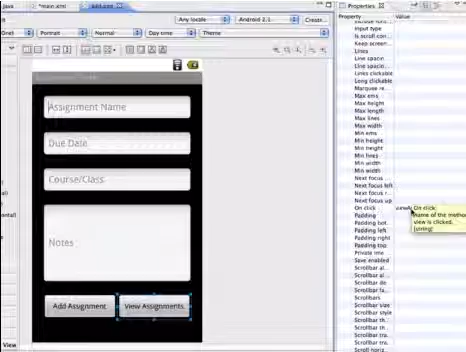 Java
*main.xml
add.xml
Properties
Any locale
Android 2.1
Create...
Property
Value
Portrait
Normal
Day time
Theme
Input type
Is scroll con...
Keep screen...
Lines
Line spacin
Line spacin...
Links clickable
Long clickable
Marquee re...
Max ems
Max height
Max length
Max lines
Max width
Min ems
Min height
Min lines
Min width
Min width
Next focus
Next focus left
Next focus r...
Next focus up
On click
On click
Padding
name of the method
Padding bot...
view is clicked.
Padding left
[string]
Padding right
Padding top
Private ime
Save enabled
Scrollbar al...
Scrollbar al...
Scrollbar de
Scrollbar fa...
Scrollbars
Scrollbar size
Scrollbar style
Scrollbar th...
Scrollbar th...
Scrollbar tra...
Scrollbar tra...
Scroll horiz...
Assignment Name
Due Date
Course/Class
Notes
Add Assignment
View Assignments
View